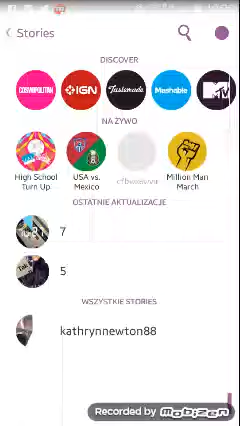 Stories
DISCOVER
COSMOPOLITAN
IGN
Tastemade
Mashable
MTV
NA ŻYWO
High School
Turn Up
USA vs.
Mexico
Million Man
March
OSTATNIE AKTUALIZACJE
7
5
WSZYSTKIE STORIES
kathrynnewton88
Recorded by Mobizen